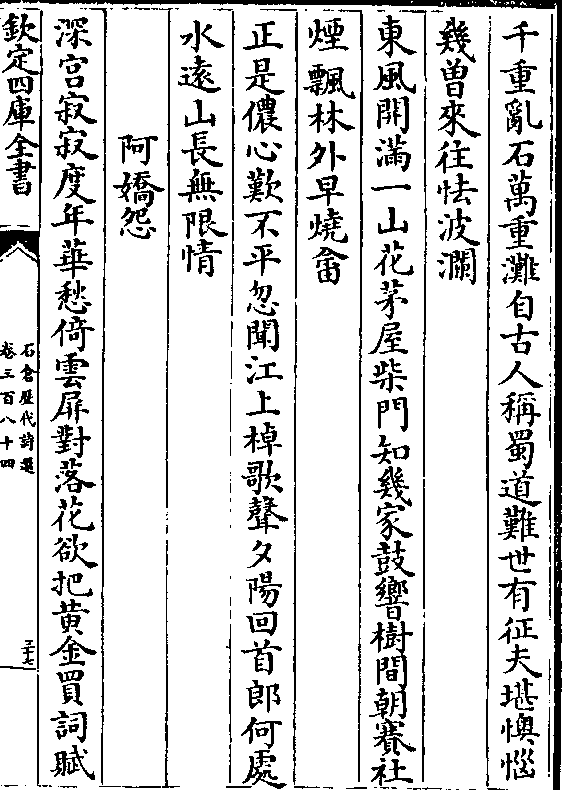 千重亂石萬重灘自古人稱蜀道難世有征夫堪懊惱
幾曾來往怯波瀾
東風開滿一山花茅屋柴門知幾家鼓響樹間朝賽社
煙飄林外早燒畬
正是儂心歎不平忽聞江上棹歌聲夕陽回首郎何處
水遠山長無限情
阿嬌怨
深宫寂寂度年華愁倚雲屏對落花欲把黄金買詞賦
欽定四庫全書
石倉歷代詩選
卷三百八十四
三十七